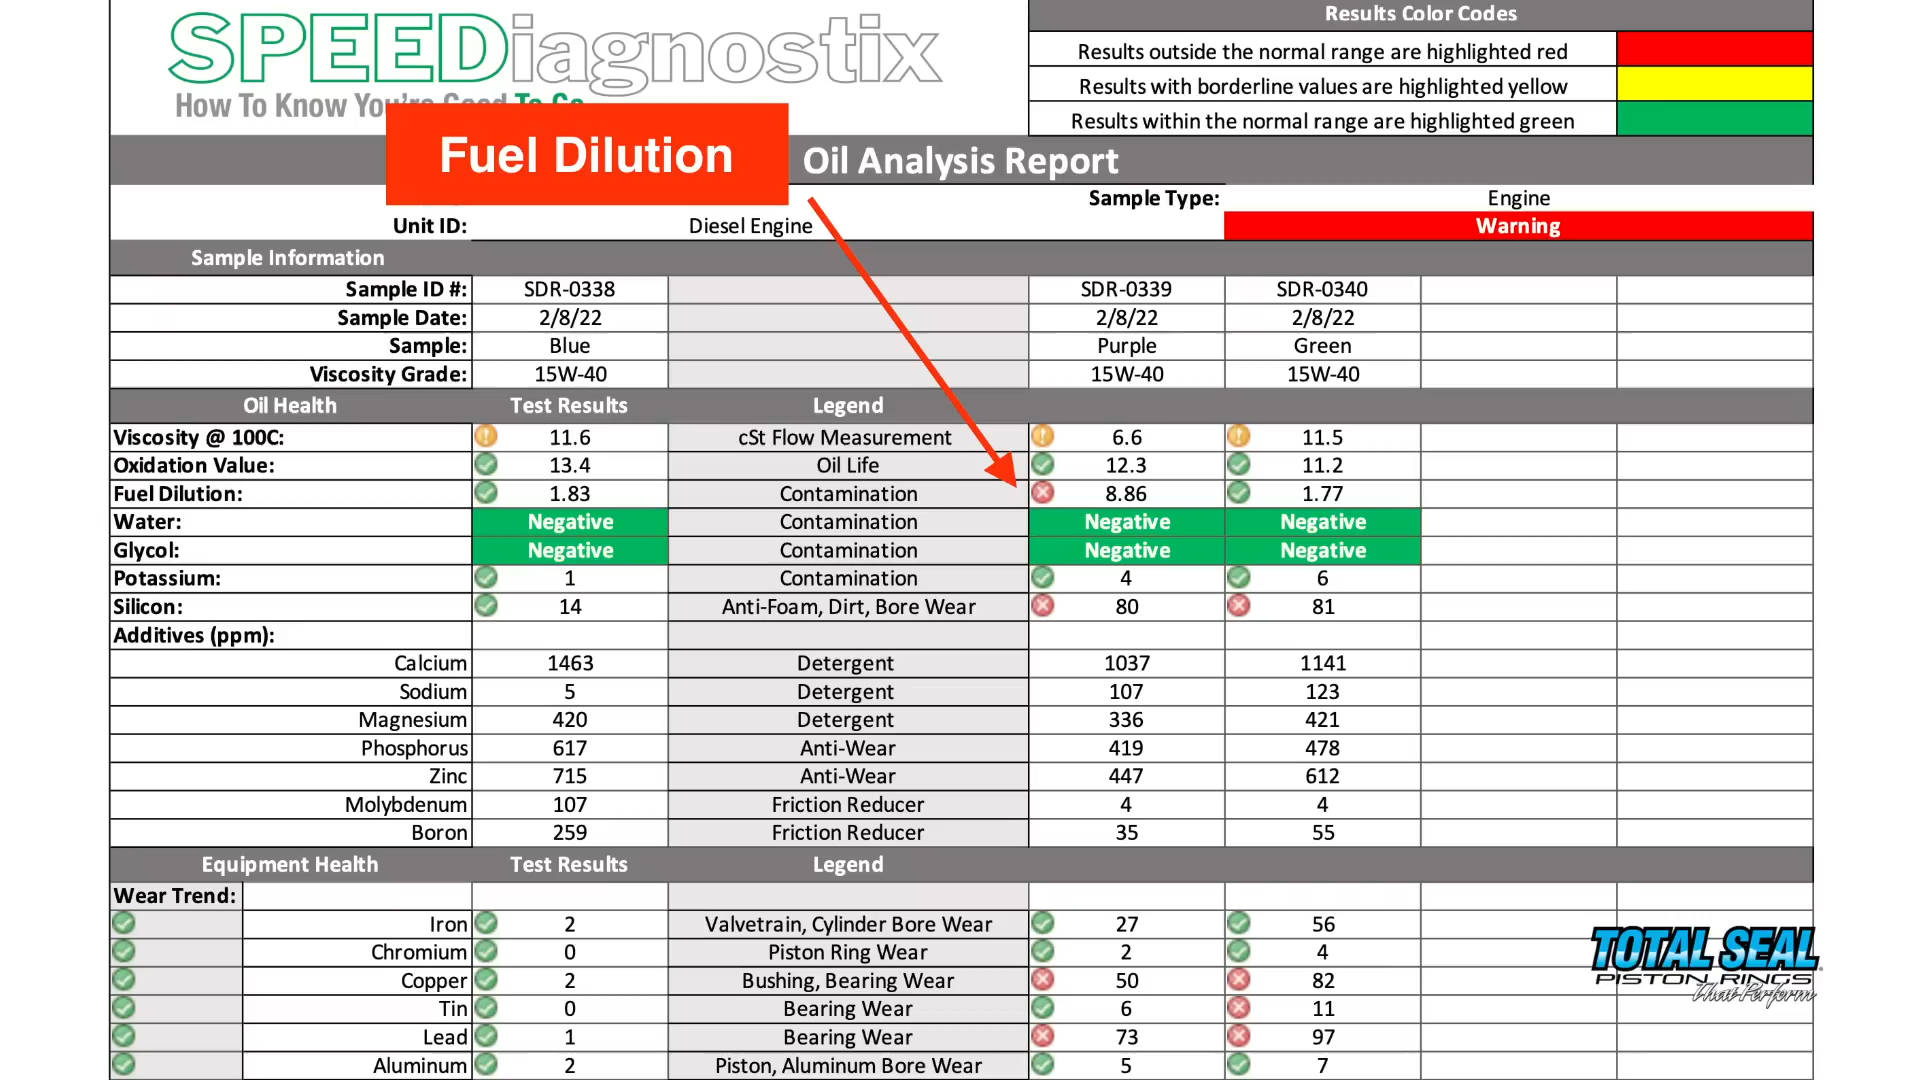 SPEEDiagnostix
How To Know You're Good To Go
Results Color Codes
Results outside the normal range are highlighted red
Results with borderline values are highlighted yellow
Results within the normal range are highlighted green
Fuel Dilution
Oil Analysis Report
Sample Type: Engine
Unit ID: Diesel Engine Warning
Sample Information
Sample ID #: SDR-0338 SDR-0339 SDR-0340
Sample Date: 2/8/22 2/8/22 2/8/22
Sample: Blue Purple Green
Viscosity Grade: 15W-40 15W-40 15W-40
Oil Health Test Results Legend
Viscosity @ 100C: 11.6 cSt Flow Measurement 6.6 11.5
Oxidation Value: 13.4 Oil Life 12.3 11.2
Fuel Dilution: 1.83 Contamination 8.86 1.77
Water: Negative Contamination Negative Negative
Glycol: Negative Contamination Negative Negative
Potassium: 1 Contamination 4 6
Silicon: 14 Anti-Foam, Dirt, Bore Wear 80 81
Additives (ppm):
Calcium 1463 Detergent 1037 1141
Sodium 5 Detergent 107 123
Magnesium 420 Detergent 336 421
Phosphorus 617 Anti-Wear 419 478
Zinc 715 Anti-Wear 447 612
Molybdenum 107 Friction Reducer 4 4
Boron 259 Friction Reducer 35 55
Equipment Health Test Results Legend
Wear Trend:
Iron 2 Valvetrain, Cylinder Bore Wear 27 56
Chromium 0 Piston Ring Wear 2 4
Copper 2 Bushing, Bearing Wear 50 82
Tin 0 Bearing Wear 6 11
Lead 1 Bearing Wear 73 97
Aluminum 2 Piston, Aluminum Bore Wear 5 7
TOTAL SEAL
PISTON RINGS
That Perform